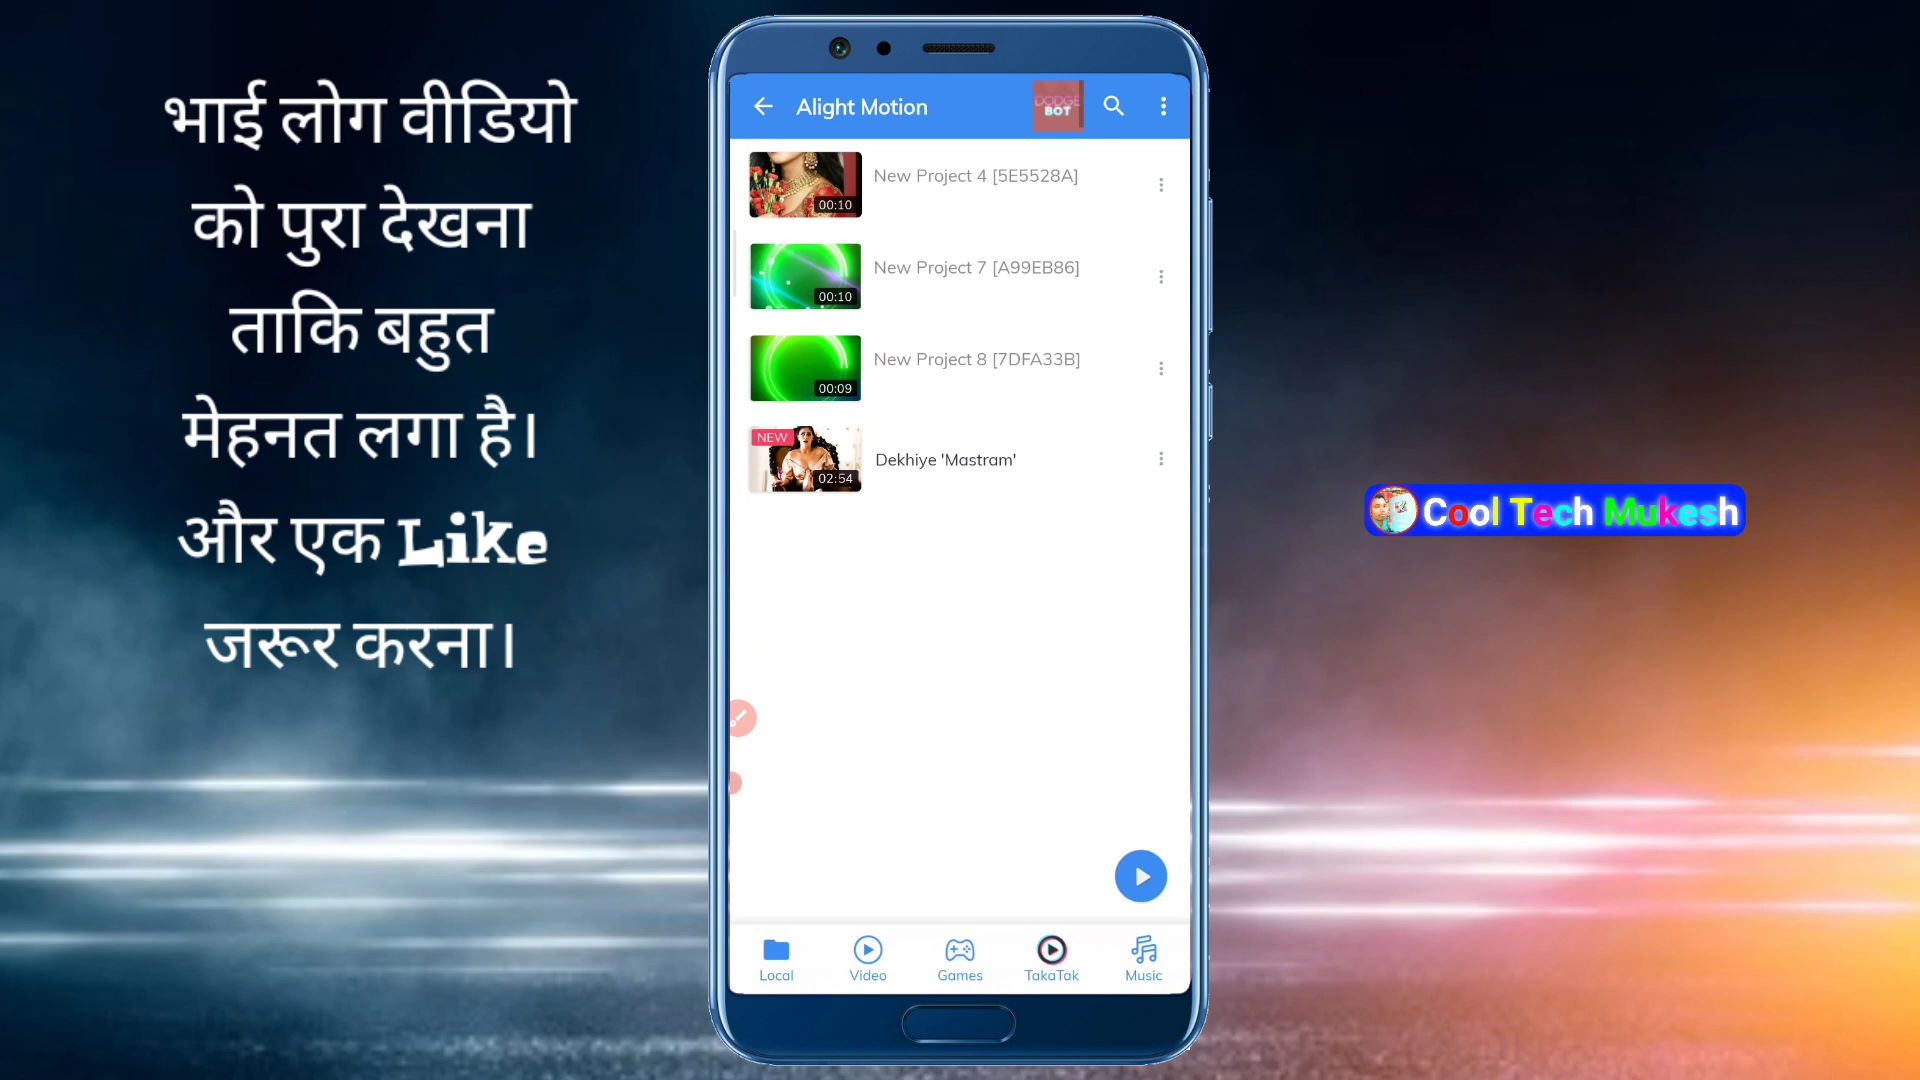 भाई लोग वीडियो
को पुरा देखना
ताकि बहुत
मेहनत लगा है।
और एक Like
जरूर करना।
Alight Motion
DODGE
BOT
New Project 4 [5E5528A]
00:10
New Project 7 [A99EB86]
00:10
New Project 8 [7DFA33B]
00:09
NEW
Dekhiye 'Mastram'
02:54
Local
Video
Games
TakaTak
Music
Cool Tech Mukesh